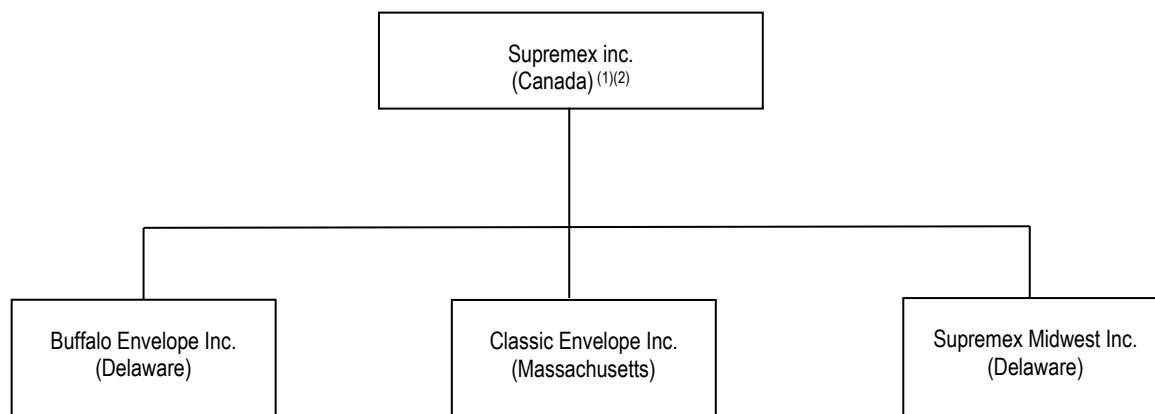 Supremex inc.
(Canada) (1)(2)
Buffalo Envelope Inc.
(Delaware)
Classic Envelope Inc.
(Massachusetts)
Supremex Midwest Inc.
(Delaware)